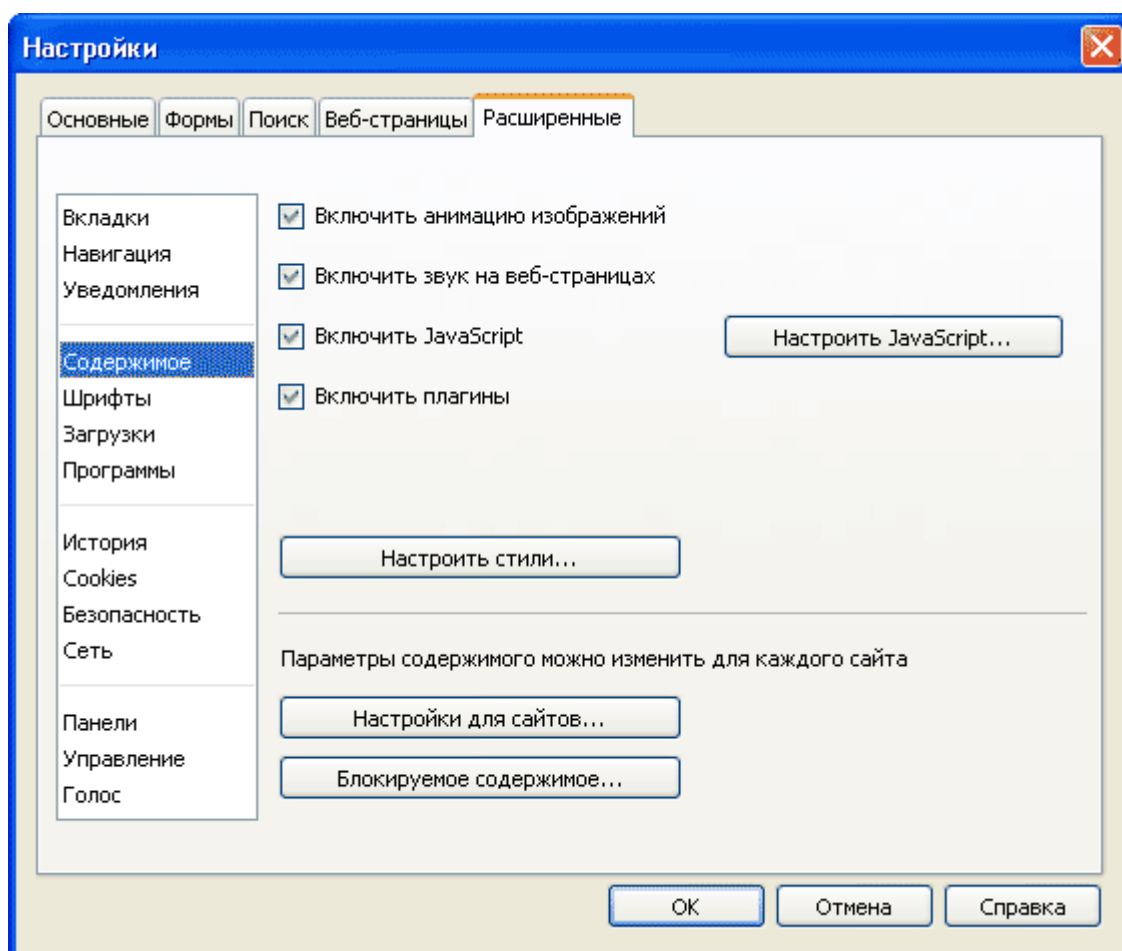 Настройки
Основные Формы Поиск Веб-страницы Расширенные
Вкладки
Навигация
Уведомления
Содержимое
Шрифты
Загрузки
Программы
История
Cookies
Безопасность
Сеть
Панели
Управление
Голос
Включить анимацию изображений
Включить звук на веб-страницах
Включить JavaScript
Настроить JavaScript...
Включить плагины
Настроить стили...
Параметры содержимого можно изменить для каждого сайта
Настройки для сайтов...
Блокируемое содержимое...
OK Отмена Справка